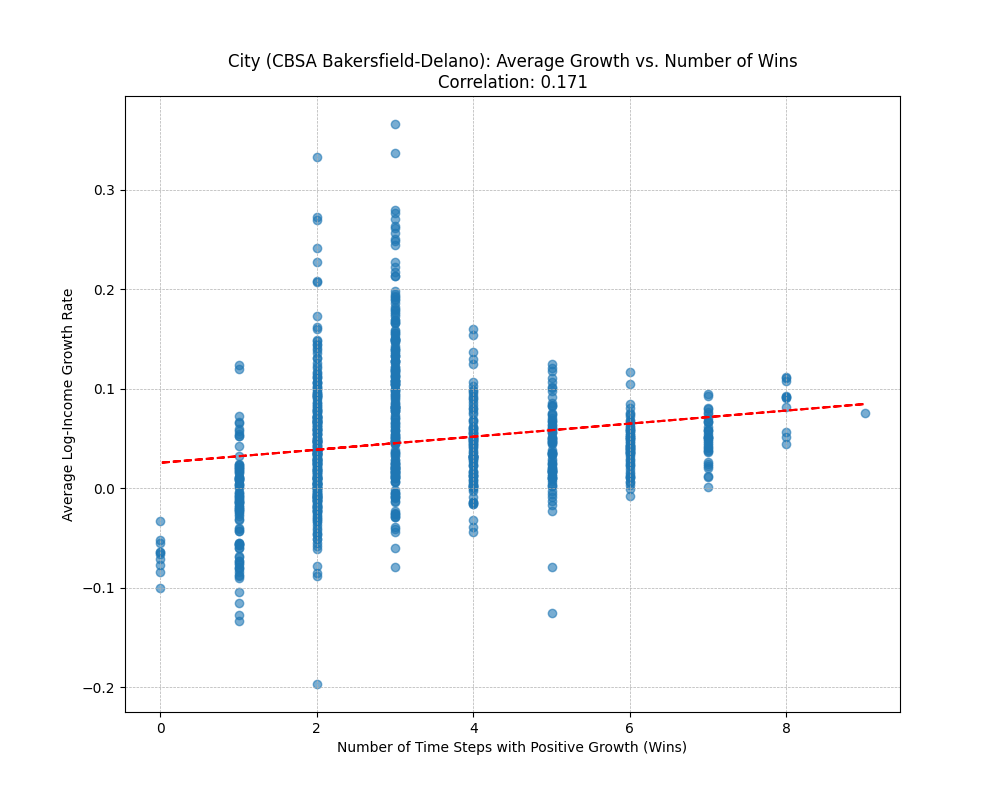 City (CBSA Bakersfield-Delano): Average Growth vs. Number of Wins
Correlation: 0.171
Average Log-Income Growth Rate
0.3
0.2
0.1
0.0
−0.1
−0.2
0 2 4 6 8
Number of Time Steps with Positive Growth (Wins)